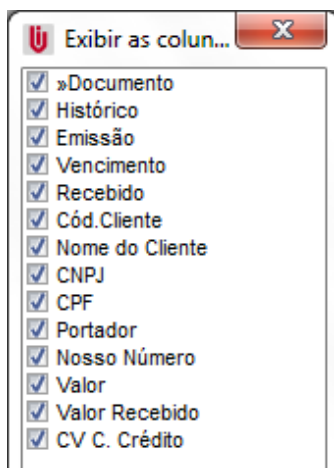 Exibir as colun...
»Documento
Histórico
Emissão
Vencimento
Recebido
Cód.Cliente
Nome do Cliente
CNPJ
CPF
Portador
Nosso Número
Valor
Valor Recebido
CV C. Crédito